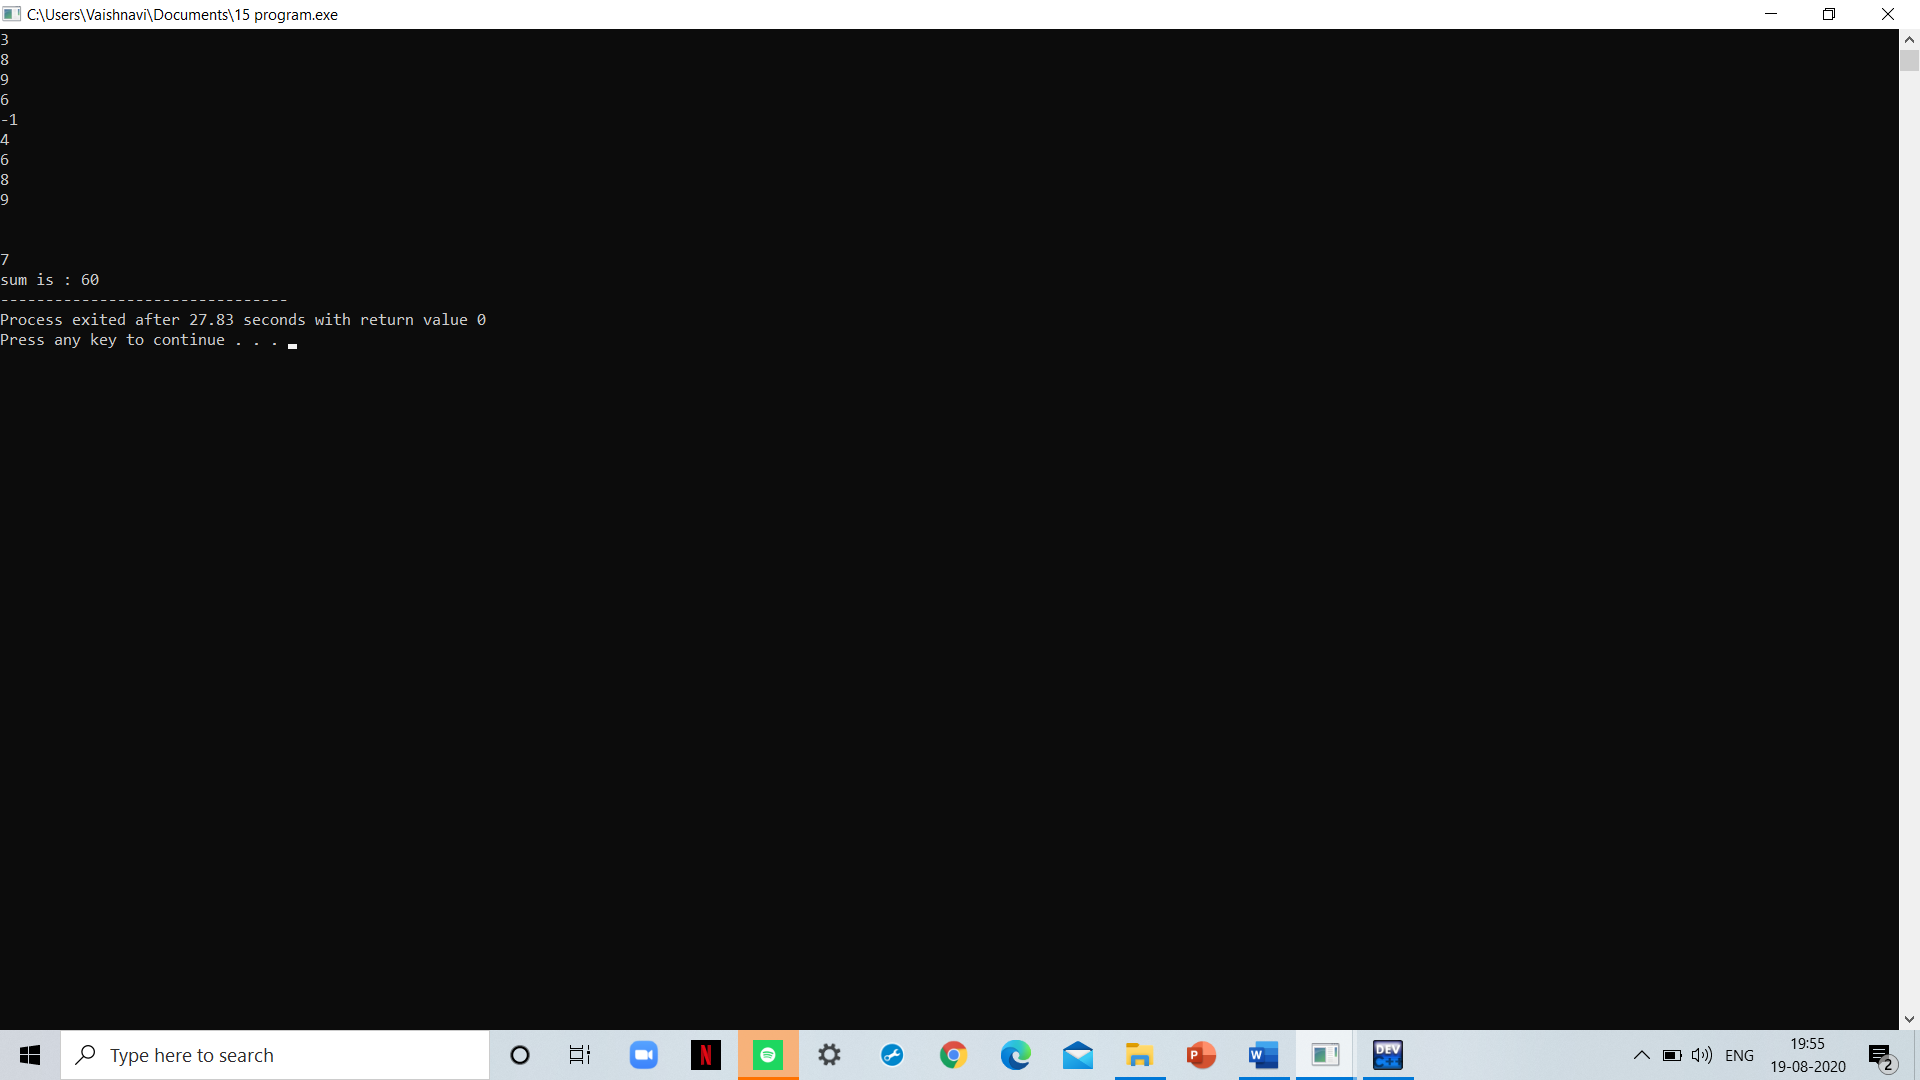 C:\Users\Vaishnavi\Documents\15 program.exe
3
8
9
6
-1
4
6
8
9
7
sum is : 60
--------------------------------
Process exited after 27.83 seconds with return value 0
Press any key to continue . . .
Type here to search
N
P
W
DEV
C++
ENG
19:55
19-08-2020
2